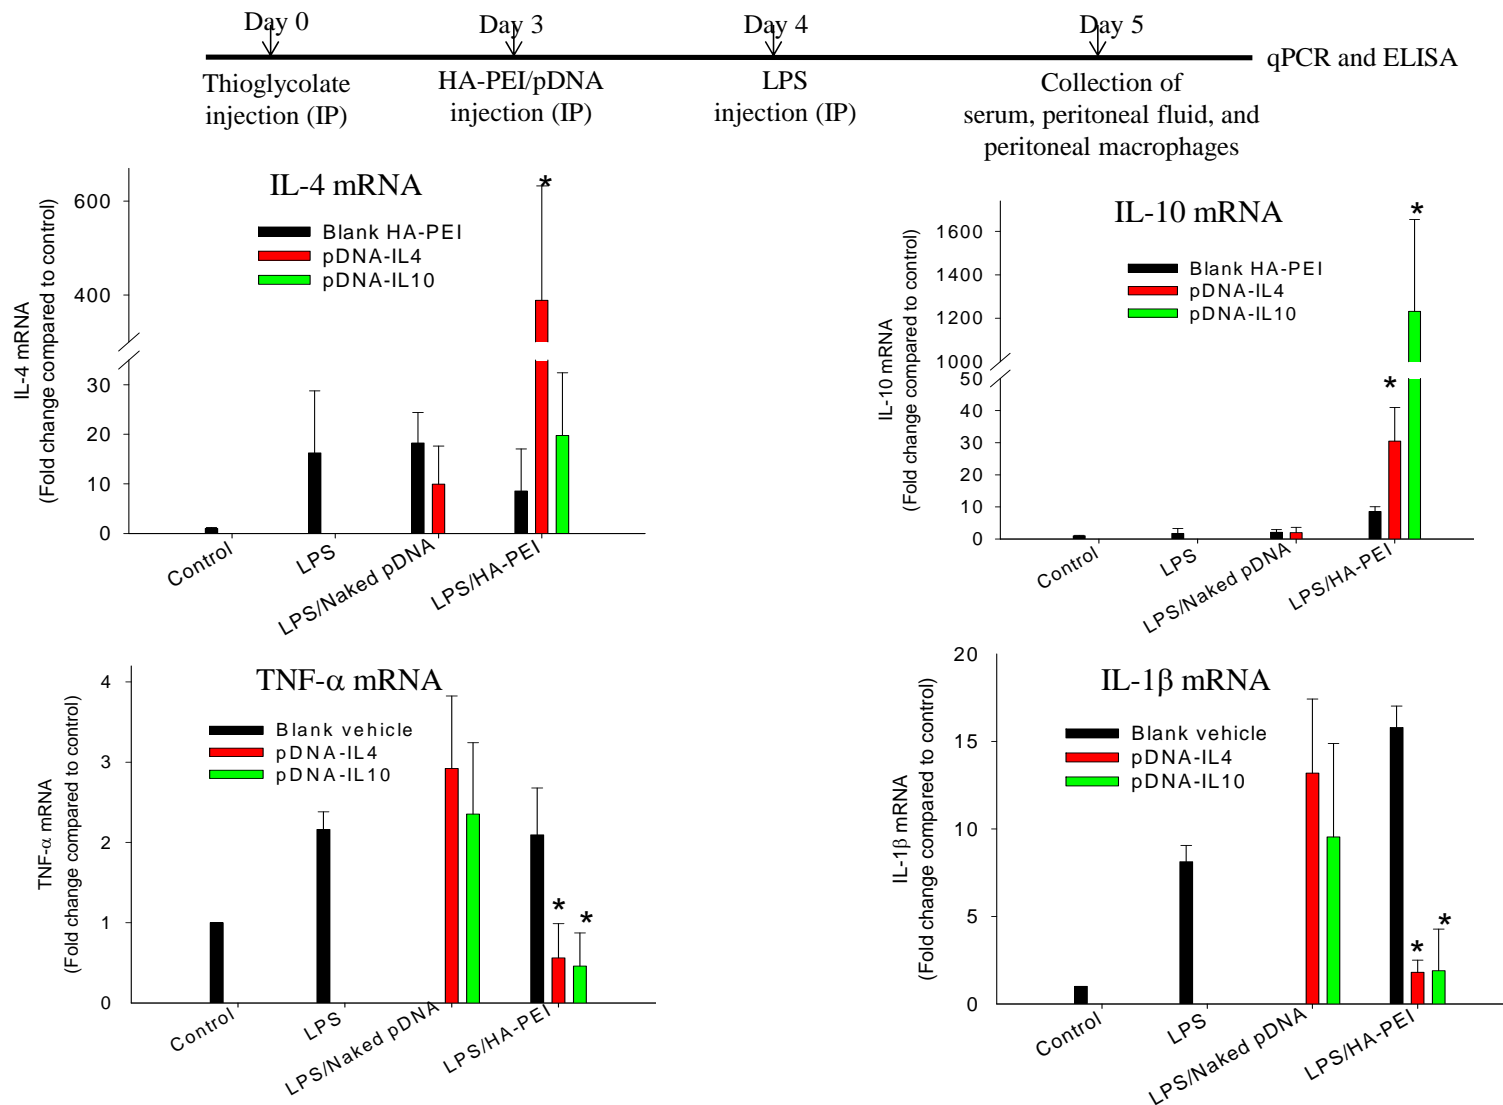 Day 0 Day 3 Day 4 Day 5
qPCR and ELISA
Thioglycolate
injection (IP)
HA-PEI/pDNA
injection (IP)
LPS
injection (IP)
Collection of
serum, peritoneal fluid, and
peritoneal macrophages
IL-4 mRNA
Blank HA-PEI
pDNA-IL4
pDNA-IL10
*
IL-4 mRNA
(Fold change compared to control)
600
400
30
20
10
0
Control
LPS
LPS/Naked pDNA
LPS/HA-PEI
IL-10 mRNA
Blank HA-PEI
pDNA-IL4
pDNA-IL10
*
*
IL-10 mRNA
(Fold change compared to control)
1600
1400
1200
1000
50
40
30
20
10
0
Control
LPS
LPS/Naked pDNA
LPS/HA-PEI
TNF-α mRNA
Blank vehicle
pDNA-IL4
pDNA-IL10
* *
TNF-α mRNA
(Fold change compared to control)
4
3
2
1
0
Control
LPS
LPS/Naked pDNA
LPS/HA-PEI
IL-1β mRNA
Blank vehicle
pDNA-IL4
pDNA-IL10
* *
IL-1β mRNA
(Fold change compared to control)
20
15
10
5
0
Control
LPS
LPS/Naked pDNA
LPS/HA-PEI